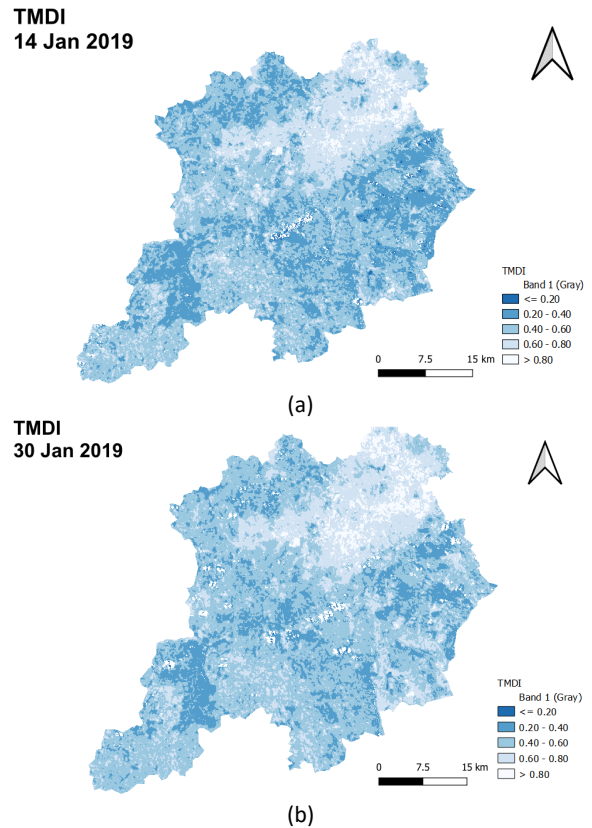 TMDI
14 Jan 2019
TMDI
Band 1 (Gray)
<= 0.20
0.20 - 0.40
0.40 - 0.60
0.60 - 0.80
> 0.80
0 7.5 15 km
(a)
TMDI
30 Jan 2019
TMDI
Band 1 (Gray)
<= 0.20
0.20 - 0.40
0.40 - 0.60
0.60 - 0.80
> 0.80
0 7.5 15 km
(b)